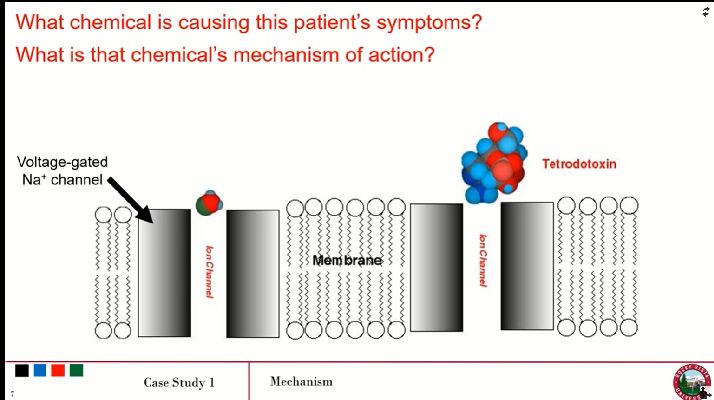 What chemical is causing this patient's symptoms?
What is that chemical's mechanism of action?
Voltage-gated
Na⁺ channel
Tetrodotoxin
Ion Channel
Membrane
ion Channel
7
Case Study 1
Mechanism